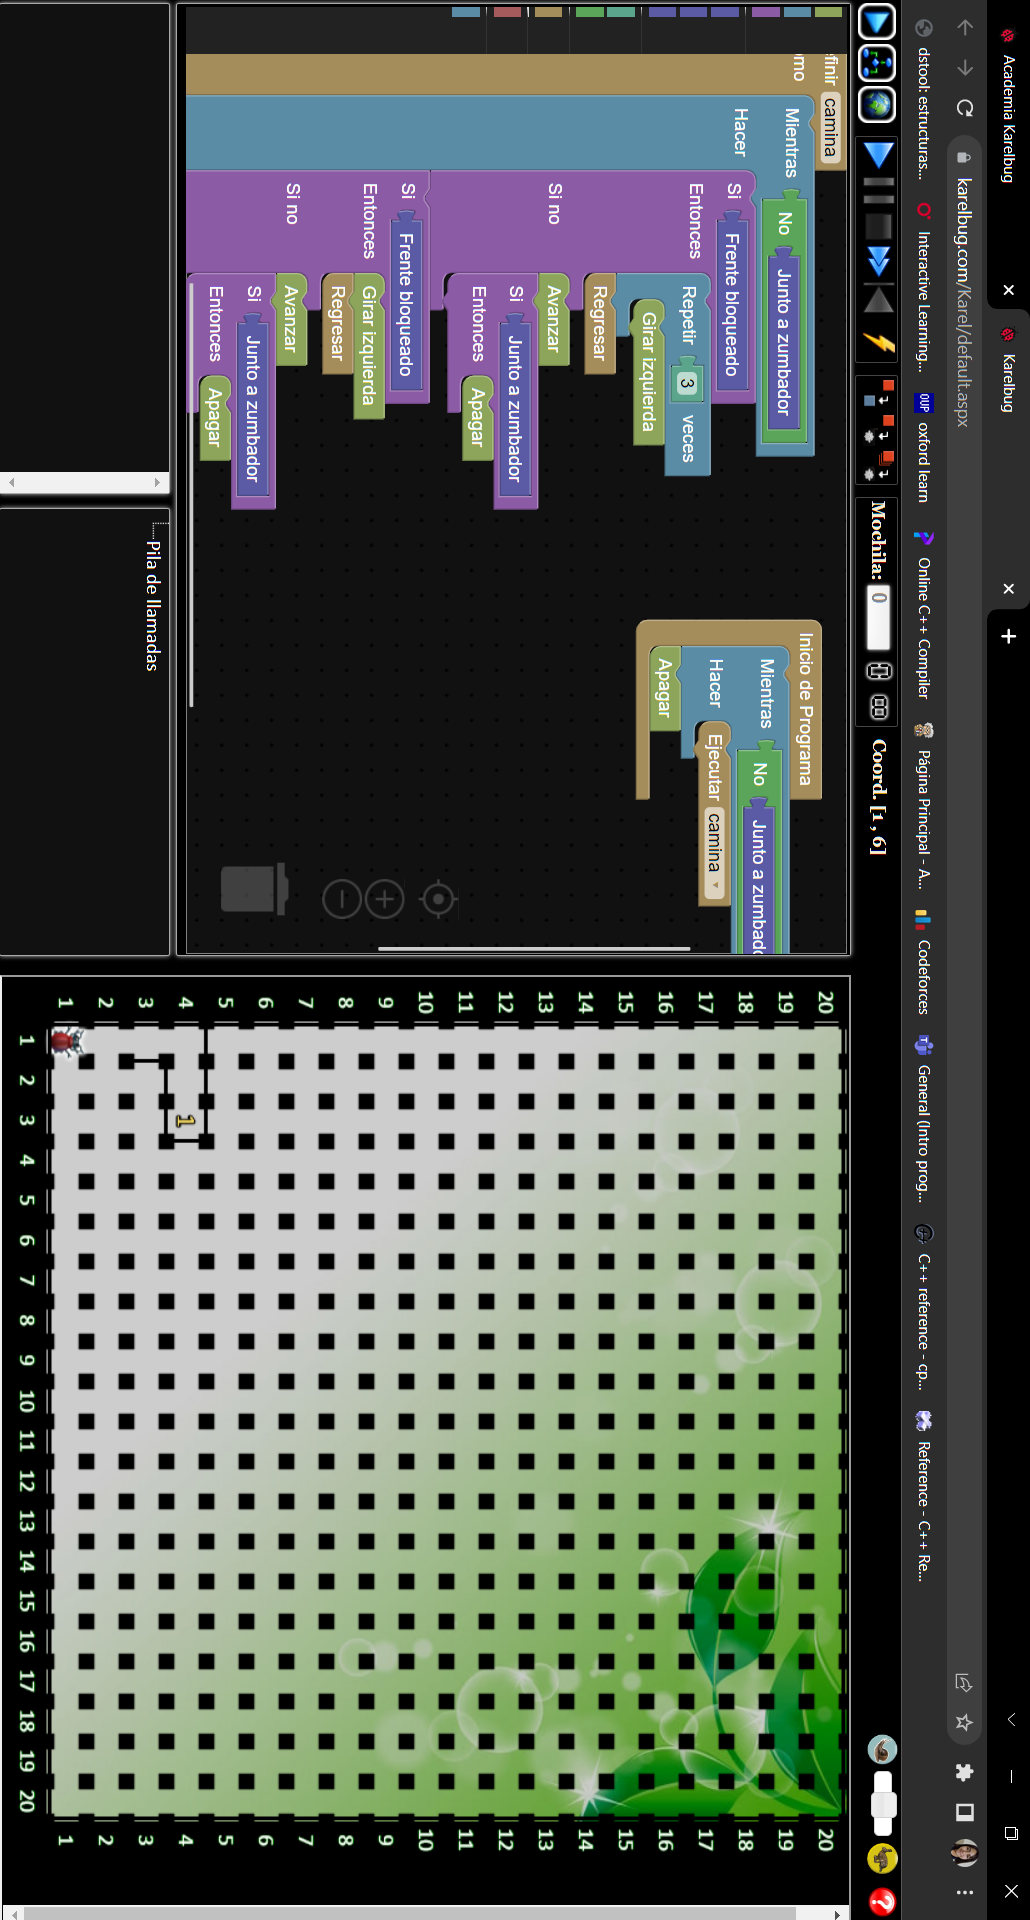 Academia Karelbug
Karelbug
karelbug.com/Karel/default.aspx
dstool: estructuras...
Interactive Learning...
OUP
oxford learn
Online C++ Compiler
Página Principal - A...
Codeforces
General (Intro prog...
C++ reference - cp...
Reference - C++ Re...
Mochila: 0
Coord. [1 , 6]
finir camina
mo
Mientras No Junto a zumbador
Hacer
Si Frente bloqueado
Entonces Repetir 3 veces
Girar izquierda
Regresar
Si no Avanzar
Si Junto a zumbador
Entonces Apagar
Si Frente bloqueado
Entonces Girar izquierda
Regresar
Si no Avanzar
Si Junto a zumbador
Entonces Apagar
Inicio de Programa
Mientras No Junto a zumbado
Hacer Ejecutar camina
Apagar
20 20
19 19
18 18
17 17
16 16
15 15
14 14
13 13
12 12
11 11
10 10
9 9
8 8
7 7
6 6
5 5
4 1 4
3 3
2 2
1 1
1 2 3 4 5 6 7 8 9 10 11 12 13 14 15 16 17 18 19 20
Pila de llamadas